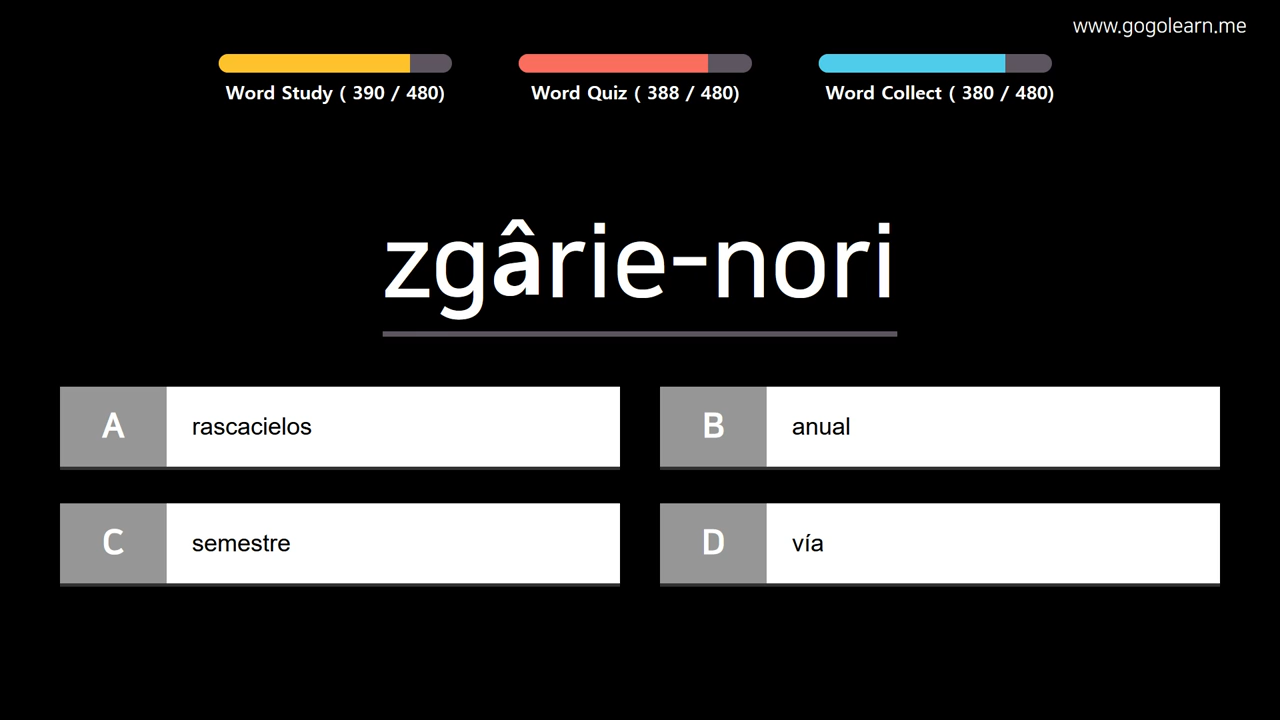 www.gogolearn.me
Word Study ( 390 / 480)
Word Quiz ( 388 / 480)
Word Collect ( 380 / 480)
zgârie-nori
A rascacielos
B anual
C semestre
D vía